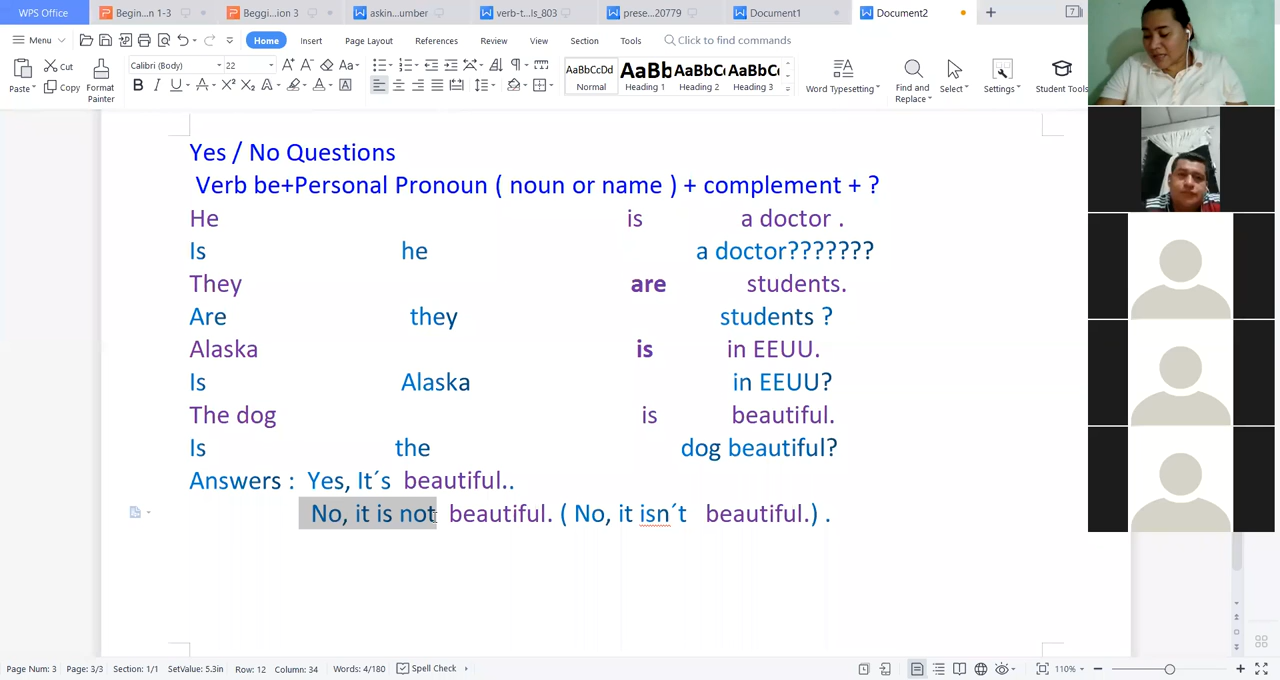 WPS Office
Begin...n 1-3
Beggi...ion 3
askin...umber
verb-t...ls_803
prese...20779
Document1
Document2
7
Menu
Home
Insert
Page Layout
References
Review
View
Section
Tools
Click to find commands
Paste
Cut
Copy
Format Painter
Calibri (Body)
22
AaBbCcDd
Normal
AaBb
Heading 1
AaBbC
Heading 2
AaBbC
Heading 3
Word Typesetting
Find and Replace
Select
Settings
Student Tools
Yes / No Questions
Verb be+Personal Pronoun ( noun or name ) + complement + ?
He is a doctor .
Is he a doctor???????
They are students.
Are they students ?
Alaska is in EEUU.
Is Alaska in EEUU?
The dog is beautiful.
Is the dog beautiful?
Answers : Yes, It´s beautiful..
No, it is not beautiful. ( No, it isn´t beautiful.) .
Page Num: 3 Page: 3/3 Section: 1/1 SetValue: 5.3in Row: 12 Column: 34 Words: 4/180 Spell Check 110%